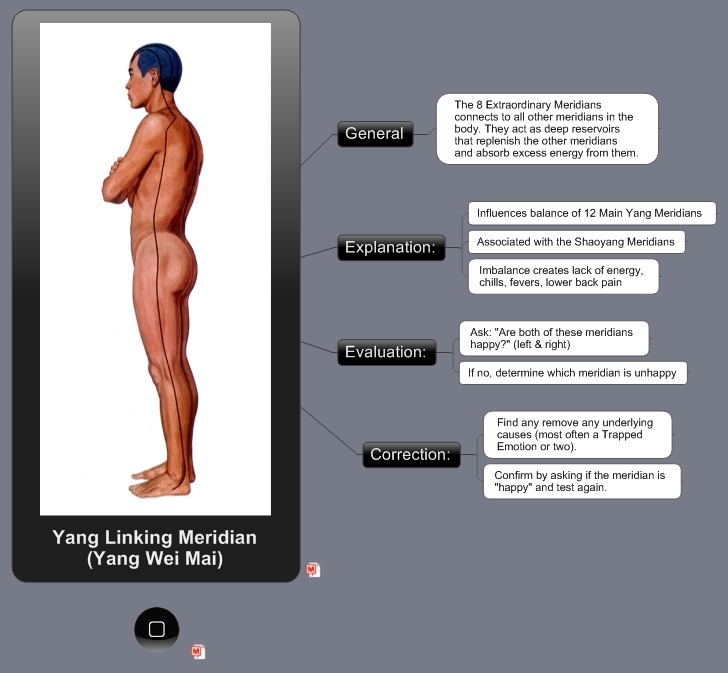 General
The 8 Extraordinary Meridians
connects to all other meridians in the
body. They act as deep reservoirs
that replenish the other meridians
and absorb excess energy from them.
Explanation:
Influences balance of 12 Main Yang Meridians
Associated with the Shaoyang Meridians
Imbalance creates lack of energy,
chills, fevers, lower back pain
Evaluation:
Ask: "Are both of these meridians
happy?" (left & right)
If no, determine which meridian is unhappy
Correction:
Find any remove any underlying
causes (most often a Trapped
Emotion or two).
Confirm by asking if the meridian is
"happy" and test again.
Yang Linking Meridian
(Yang Wei Mai)
M
M